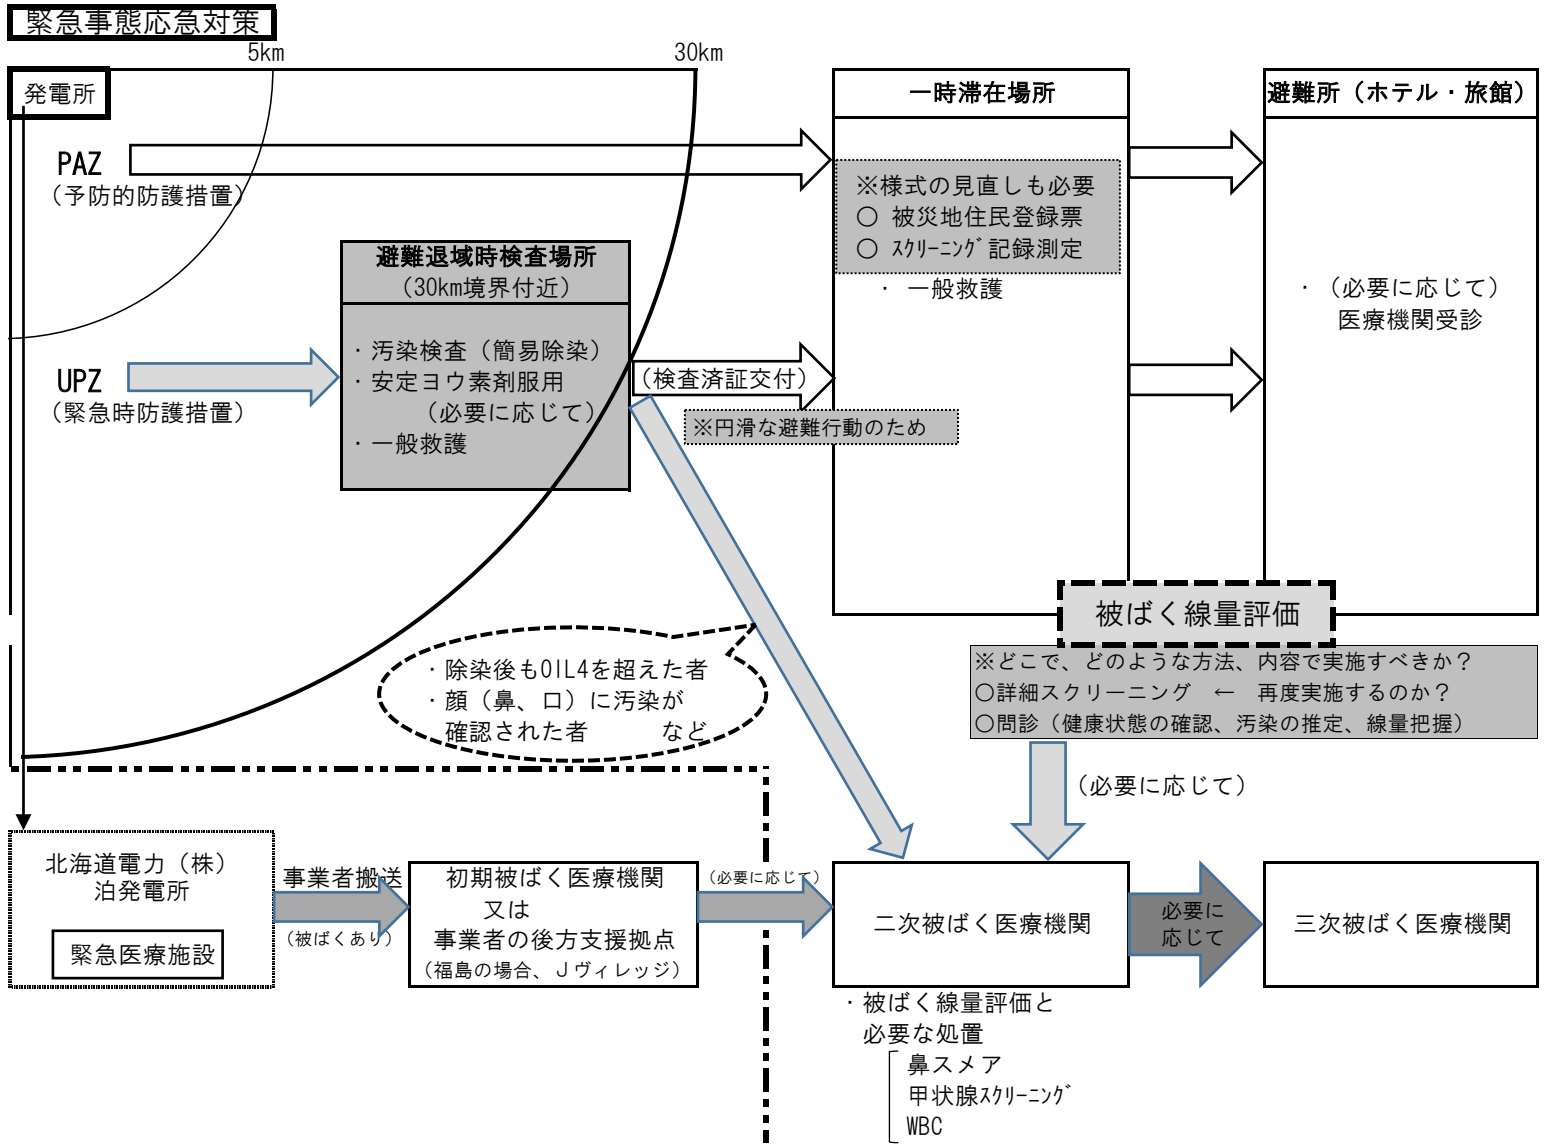 緊急事態応急対策
5km
30km
発電所
一時滞在場所
避難所（ホテル・旅館）
PAZ
（予防的防護措置）
※様式の見直しも必要
○ 被災地住民登録票
○ ｽｸﾘｰﾆﾝｸﾞ記録測定
・ 一般救護
避難退域時検査場所
（30km境界付近）
・汚染検査（簡易除染）
・安定ヨウ素剤服用
（必要に応じて）
・一般救護
・（必要に応じて）
医療機関受診
UPZ
（緊急時防護措置）
（検査済証交付）
※円滑な避難行動のため
被ばく線量評価
※どこで、どのような方法、内容で実施すべきか？
○詳細スクリーニング ← 再度実施するのか？
○問診（健康状態の確認、汚染の推定、線量把握）
・除染後もOIL4を超えた者
・顔（鼻、口）に汚染が
確認された者 など
（必要に応じて）
北海道電力（株）
泊発電所
緊急医療施設
事業者搬送
（被ばくあり）
初期被ばく医療機関
又は
事業者の後方支援拠点
（福島の場合、Ｊヴィレッジ）
（必要に応じて）
二次被ばく医療機関
必要に
応じて
三次被ばく医療機関
・被ばく線量評価と
必要な処置
鼻スメア
甲状腺ｽｸﾘｰﾆﾝｸﾞ
WBC